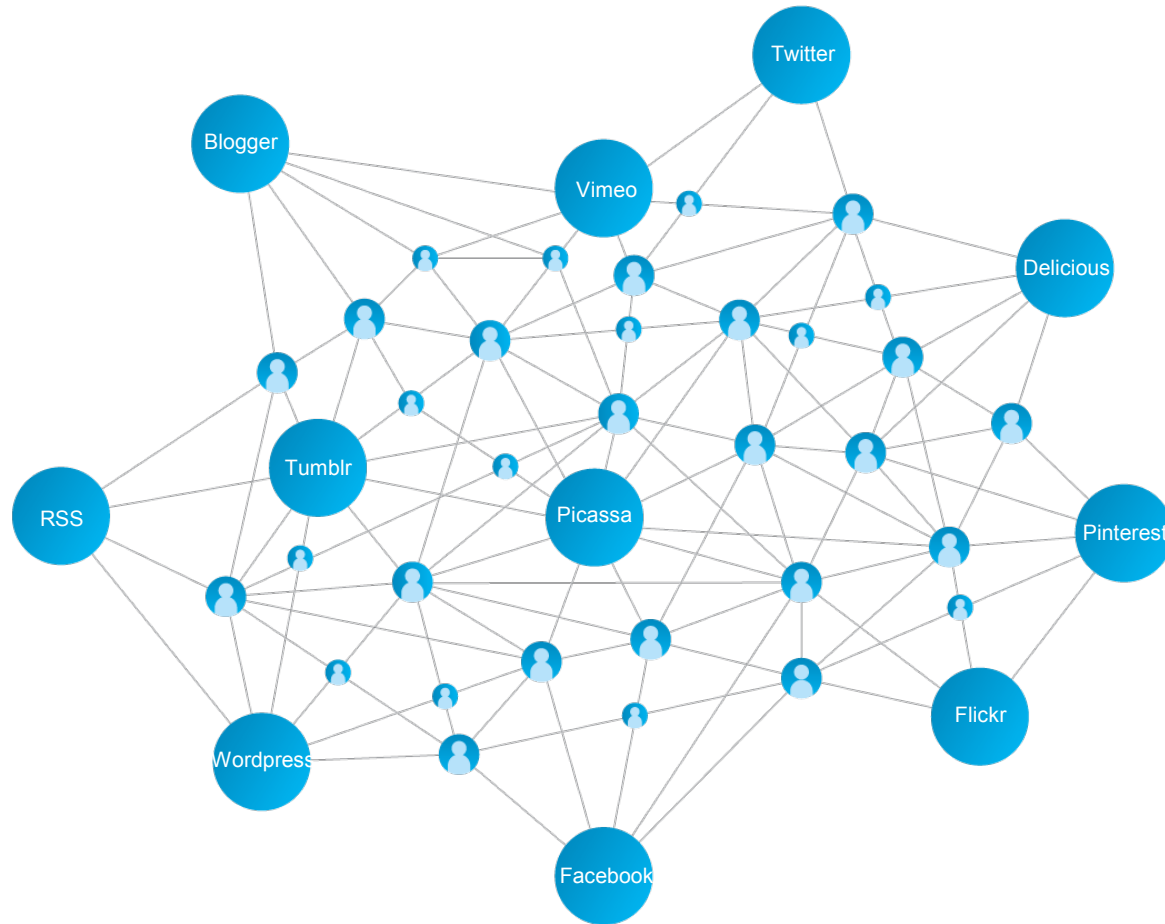 Twitter
Blogger
Vimeo
Delicious
Tumblr
RSS
Picassa
Pinterest
Flickr
Wordpress
Facebook